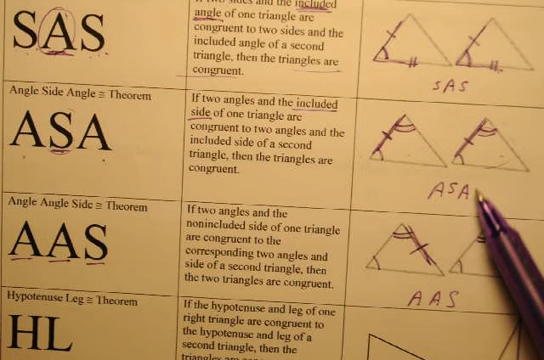 SAS
included
angle of one triangle are
congruent to two sides and the
included angle of a second
triangle, then the triangles are
congruent.
SAS
Angle Side Angle ≅ Theorem
ASA
If two angles and the included
side of one triangle are
congruent to two angles and the
included side of a second
triangle, then the triangles are
congruent.
ASA
Angle Angle Side ≅ Theorem
AAS
If two angles and the
nonincluded side of one triangle
are congruent to the
corresponding two angles and
side of a second triangle, then
the two triangles are congruent.
AAS
Hypotenuse Leg ≅ Theorem
HL
If the hypotenuse and leg of one
right triangle are congruent to
the hypotenuse and leg of a
second triangle, then the